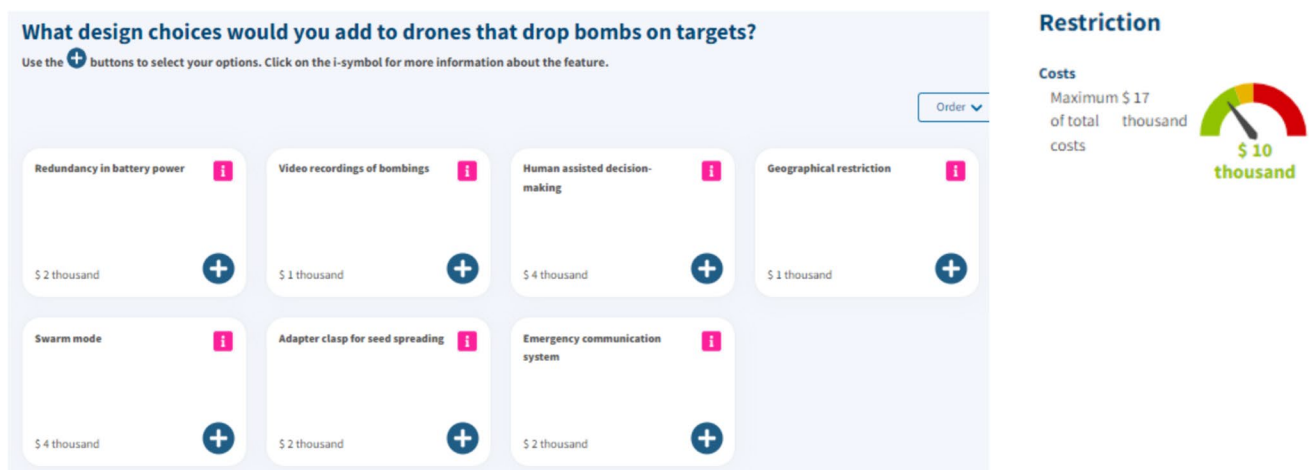 What design choices would you add to drones that drop bombs on targets?
Use the + buttons to select your options. Click on the i-symbol for more information about the feature.
Order
Redundancy in battery power
i
$ 2 thousand
Video recordings of bombings
i
$ 1 thousand
Human assisted decision-
making
i
$ 4 thousand
Geographical restriction
i
$ 1 thousand
Swarm mode
i
$ 4 thousand
Adapter clasp for seed spreading
i
$ 2 thousand
Emergency communication
system
i
$ 2 thousand
Restriction
Costs
Maximum $ 17
of total thousand
costs
$ 10
thousand